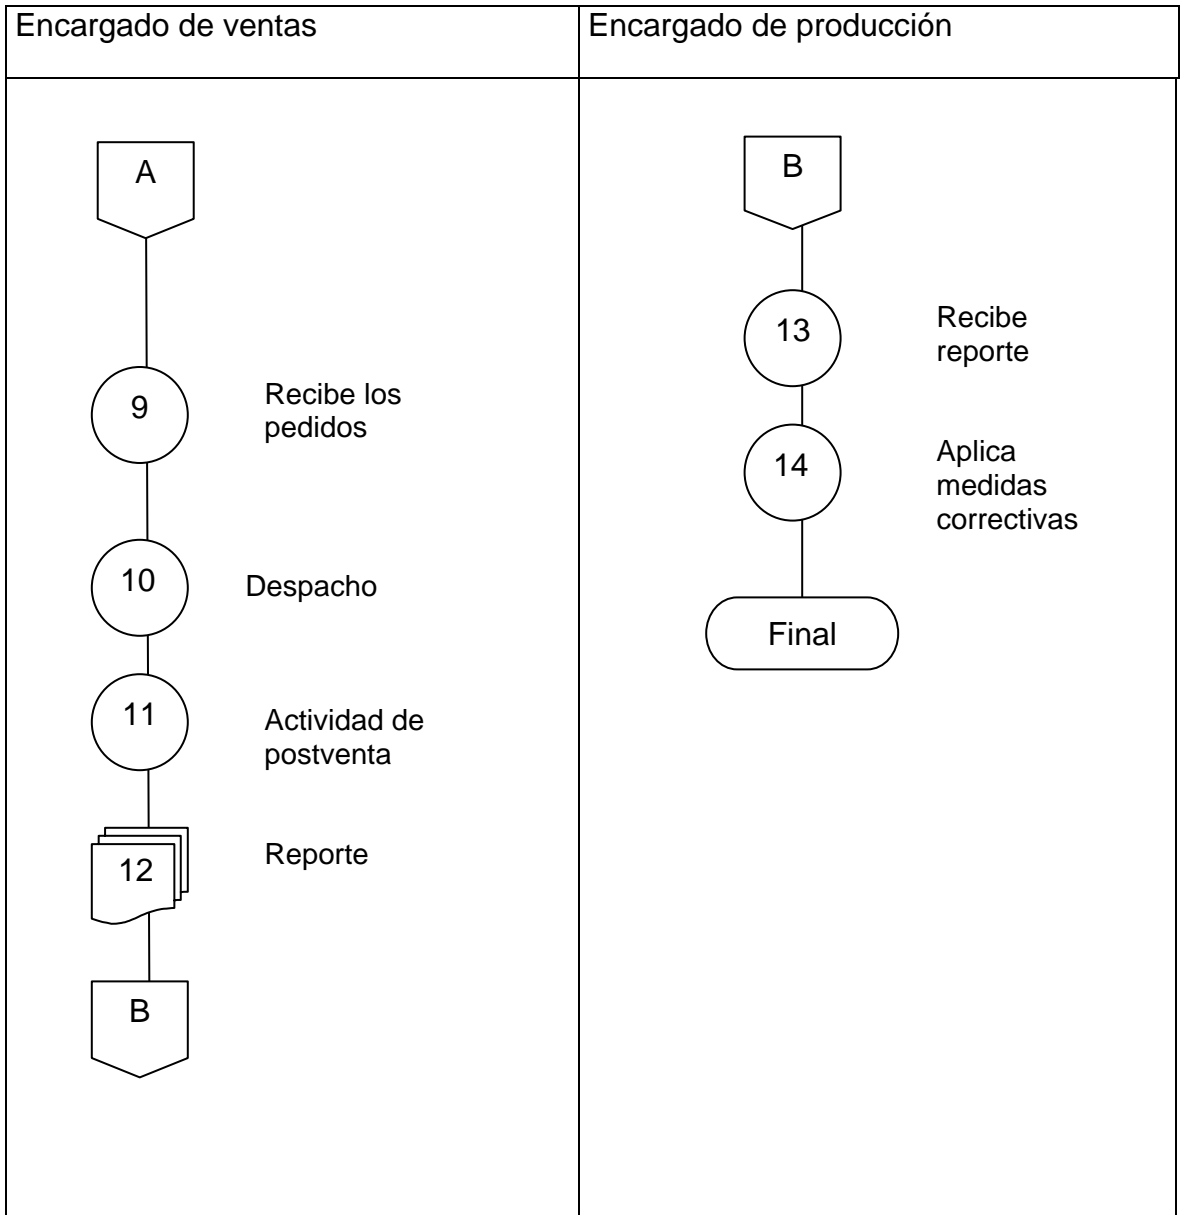 Encargado de ventas
Encargado de producción
A
9
Recibe los
pedidos
10
Despacho
11
Actividad de
postventa
12
Reporte
B
B
13
Recibe
reporte
14
Aplica
medidas
correctivas
Final